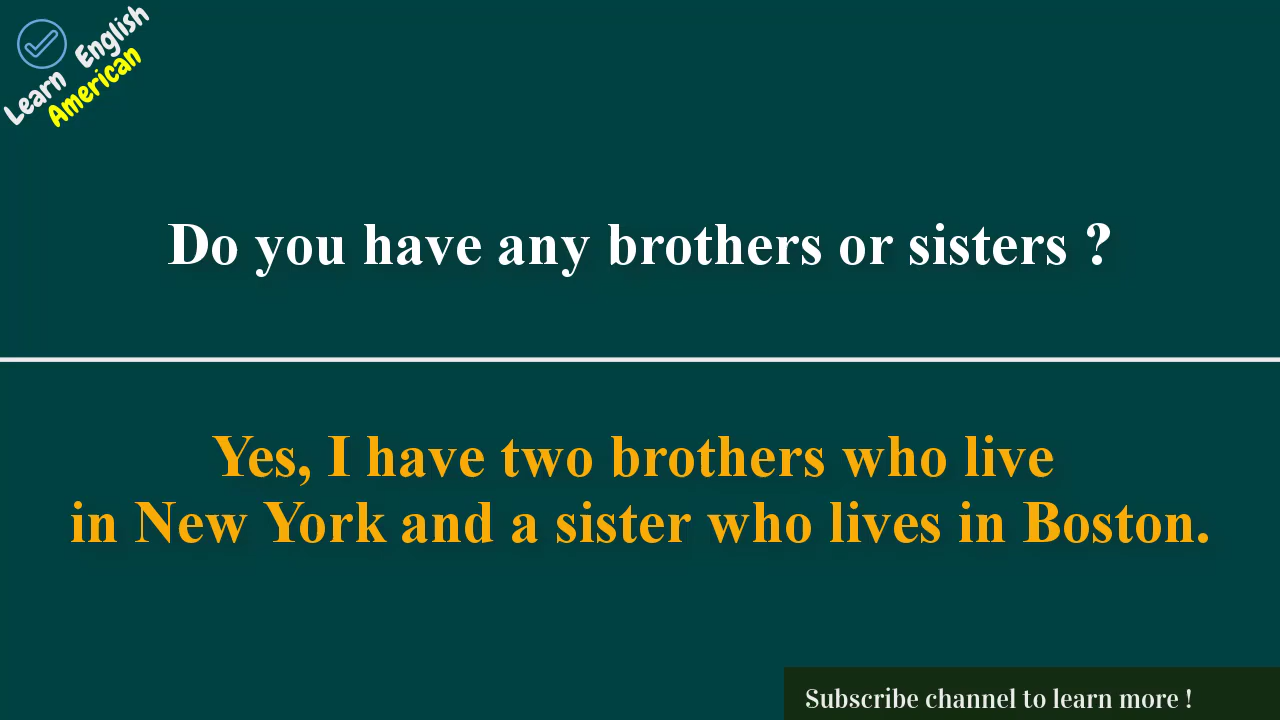 Learn English
American
Do you have any brothers or sisters ?
Yes, I have two brothers who live
in New York and a sister who lives in Boston.
Subscribe channel to learn more !